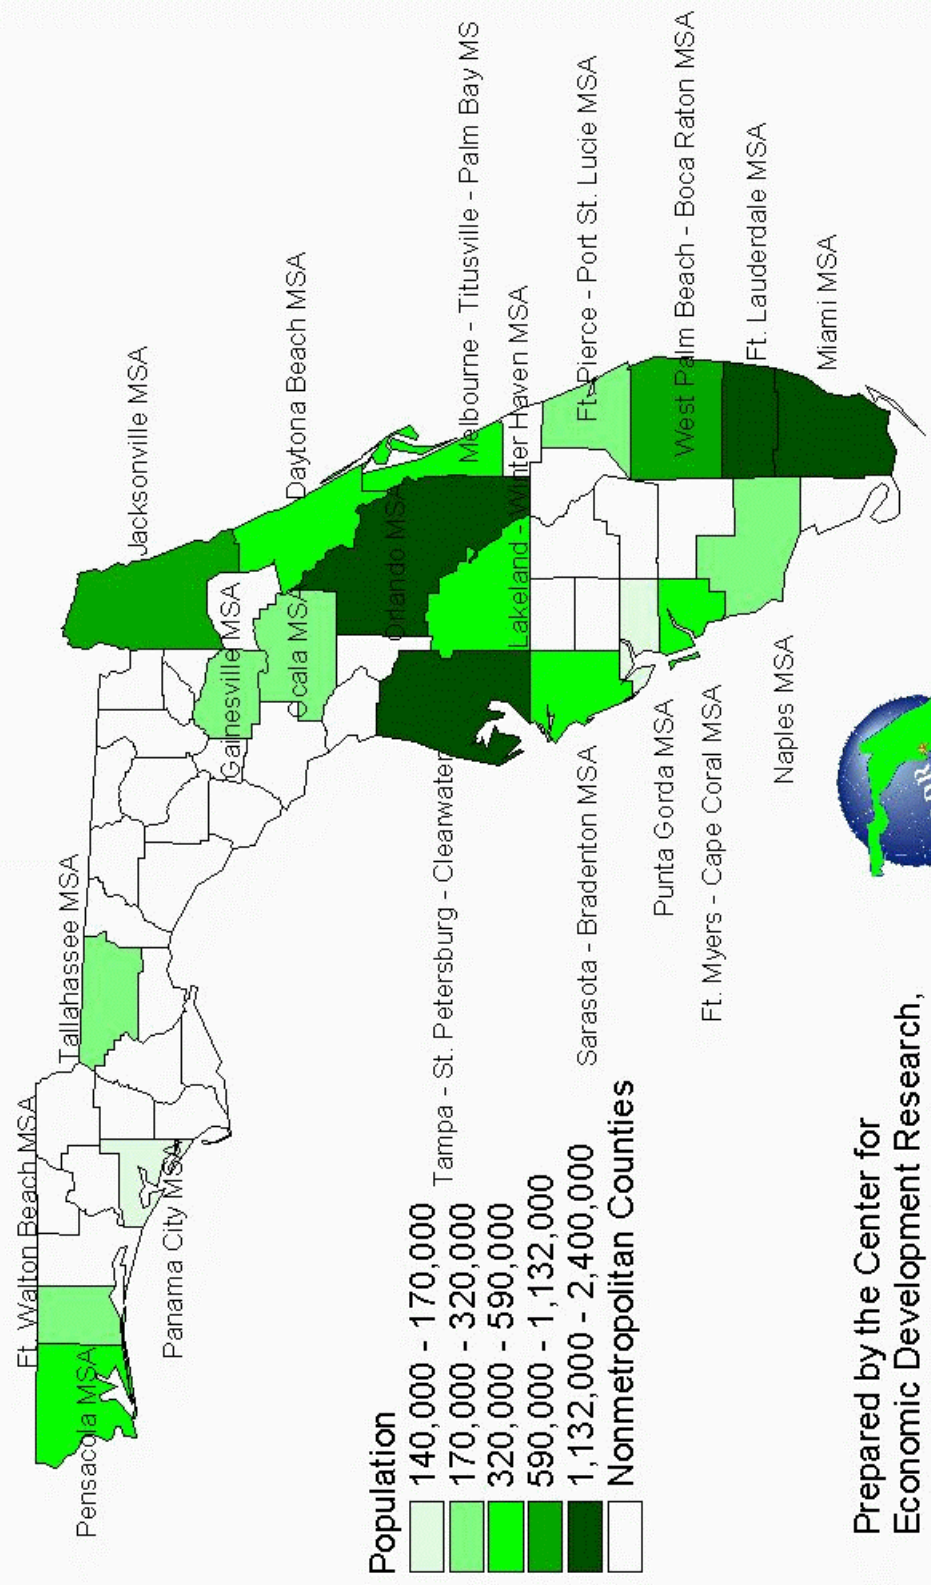 Ft. Walton Beach MSA
Tallahassee MSA
Pensacola MSA
Panama City MSA
Jacksonville MSA
Gainesville MSA
Ocala MSA
Daytona Beach MSA
Orlando MSA
Melbourne - Titusville - Palm Bay MS
Lakeland - Winter Haven MSA
Tampa - St. Petersburg - Clearwater
Ft. Pierce - Port St. Lucie MSA
Sarasota - Bradenton MSA
West Palm Beach - Boca Raton MSA
Punta Gorda MSA
Ft. Myers - Cape Coral MSA
Ft. Lauderdale MSA
Naples MSA
Miami MSA
Population
140,000 - 170,000
170,000 - 320,000
320,000 - 590,000
590,000 - 1,132,000
1,132,000 - 2,400,000
Nonmetropolitan Counties
Prepared by the Center for
Economic Development Research,